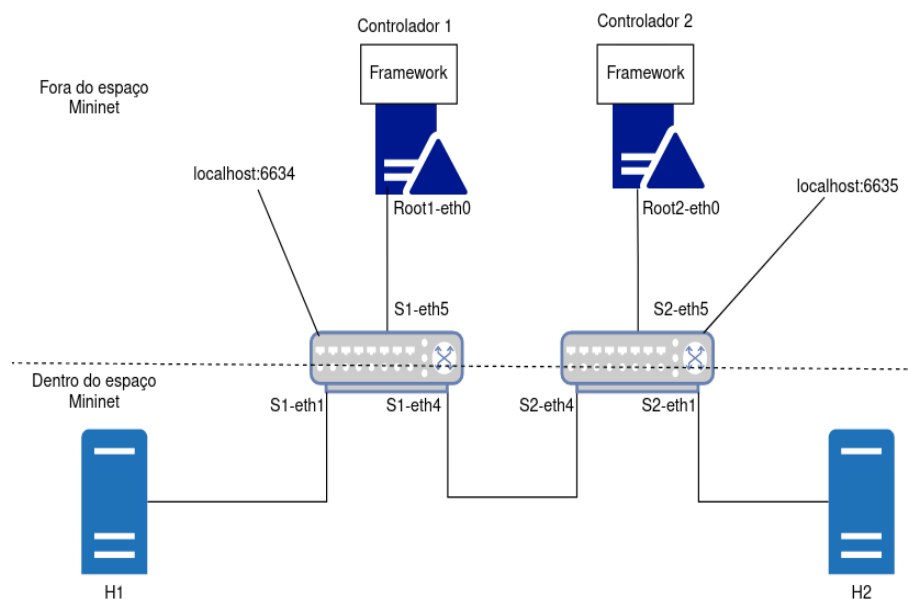 Controlador 1
Controlador 2
Framework
Framework
Fora do espaço
Mininet
localhost:6634
localhost:6635
Root1-eth0
Root2-eth0
S1-eth5
S2-eth5
Dentro do espaço
Mininet
S1-eth1
S1-eth4
S2-eth4
S2-eth1
H1
H2